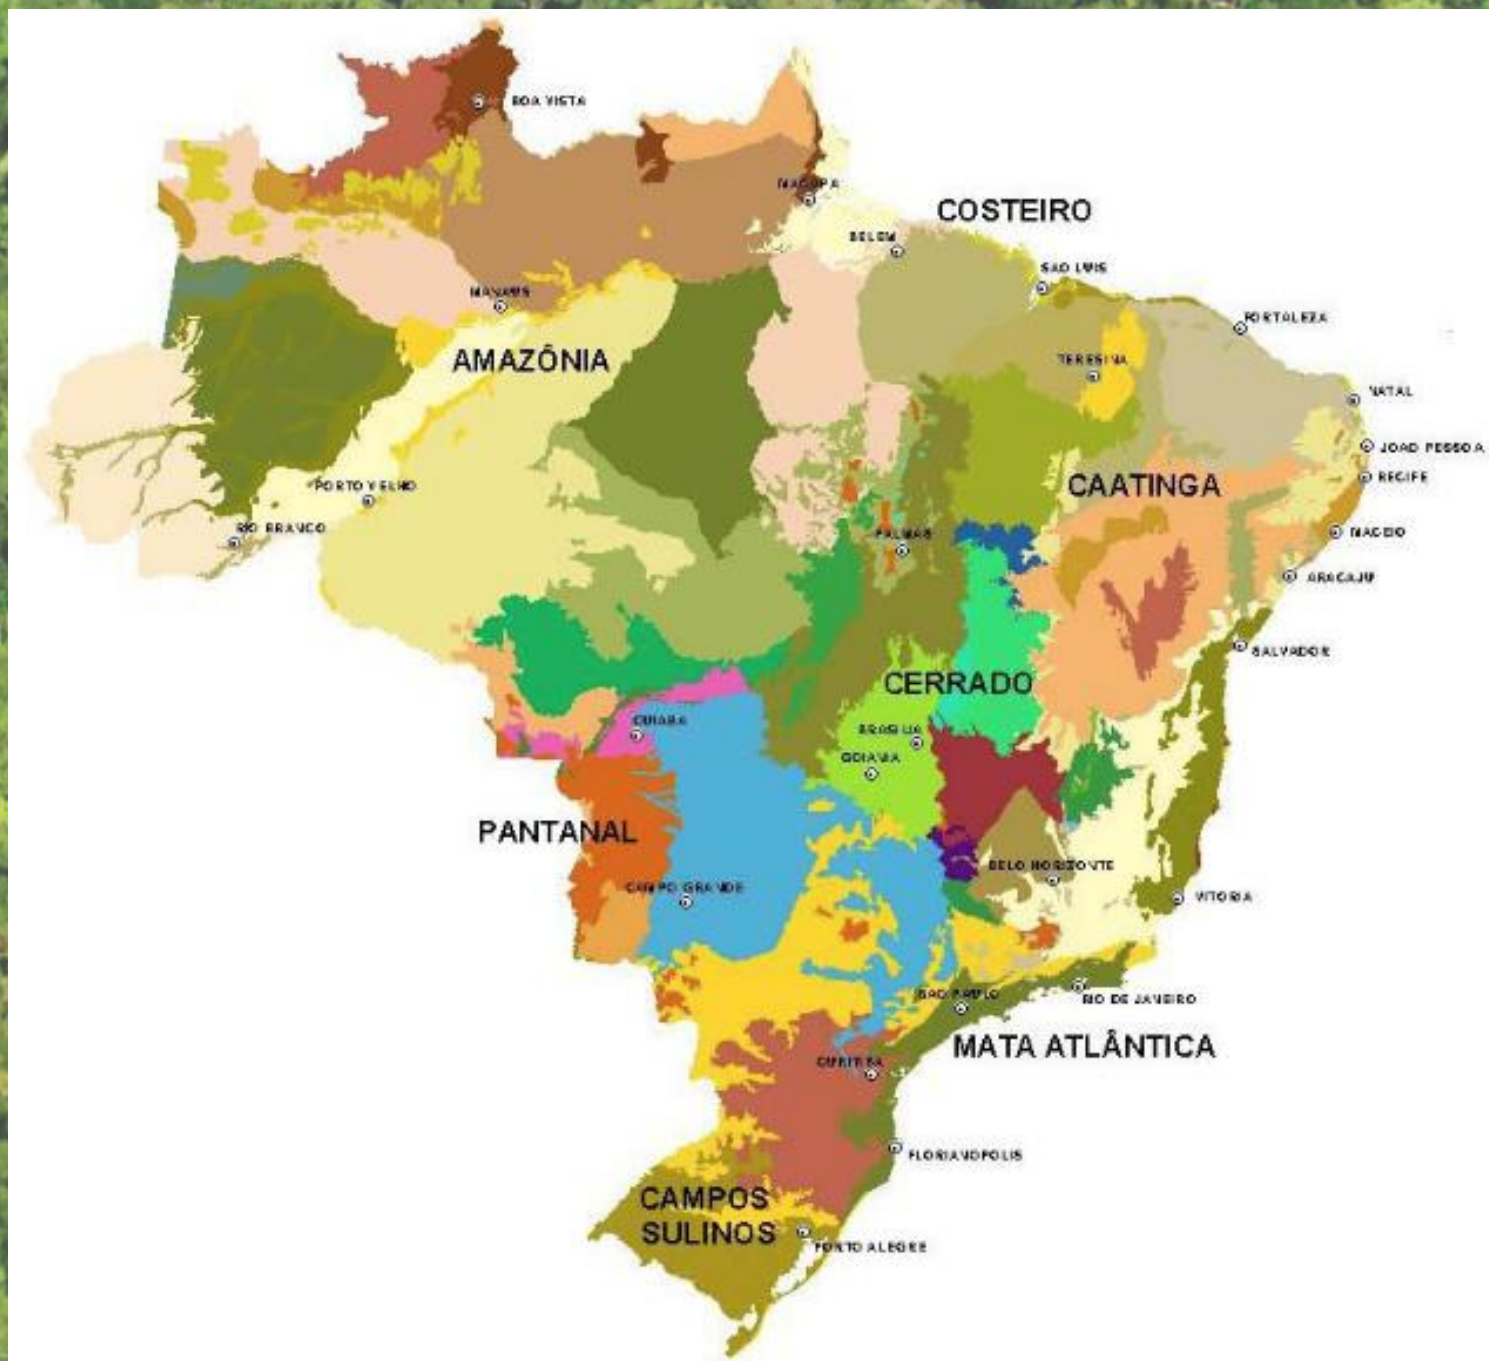 BOA VISTA
MACAPA
COSTEIRO
BELEM
SAO LUIS
MANAUS
FORTALEZA
AMAZÔNIA
TERESINA
NATAL
JOAO PESSOA
CAATINGA
RECIFE
PORTO VELHO
RIO BRANCO
PALMAS
MACEIO
ARACAJU
SALVADOR
CERRADO
CUIABA
BRASILIA
GOIANIA
PANTANAL
BELO HORIZONTE
CAMPO GRANDE
VITORIA
SAO PAULO
RIO DE JANEIRO
MATA ATLÂNTICA
CURITIBA
FLORIANOPOLIS
CAMPOS
SULINOS
PORTO ALEGRE